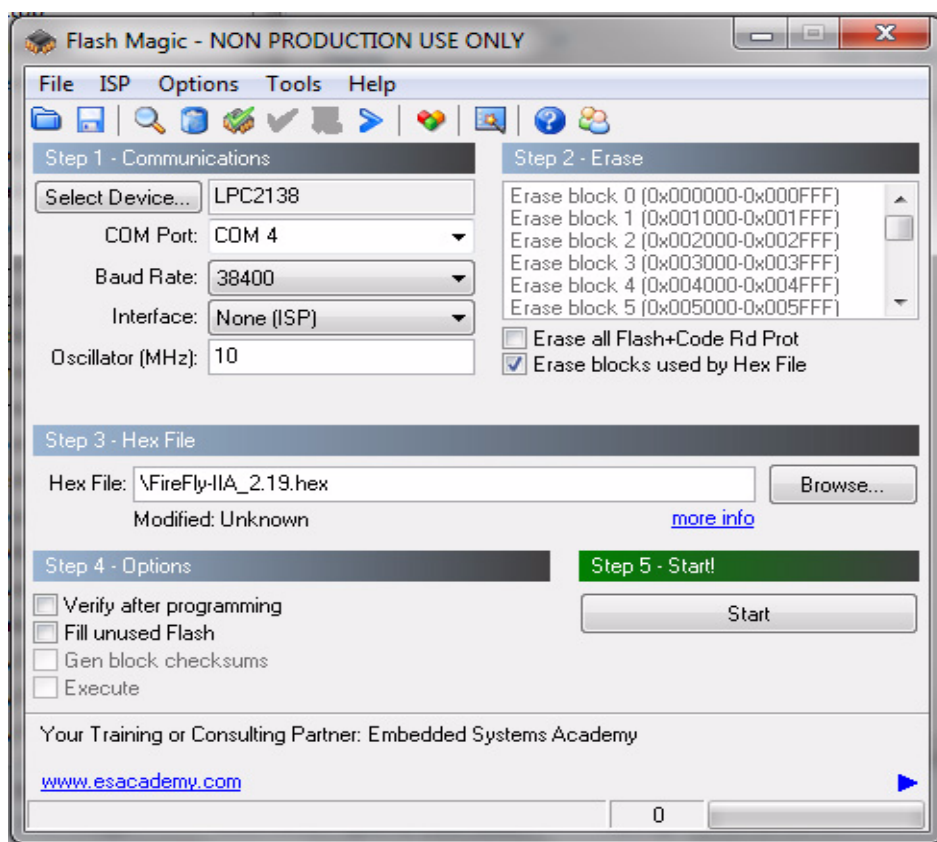 Flash Magic - NON PRODUCTION USE ONLY
File ISP Options Tools Help
Step 1 - Communications
Select Device... LPC2138
COM Port: COM 4
Baud Rate: 38400
Interface: None (ISP)
Oscillator (MHz): 10
Step 2 - Erase
Erase block 0 (0x000000-0x000FFF)
Erase block 1 (0x001000-0x001FFF)
Erase block 2 (0x002000-0x002FFF)
Erase block 3 (0x003000-0x003FFF)
Erase block 4 (0x004000-0x004FFF)
Erase block 5 (0x005000-0x005FFF)
Erase all Flash+Code Rd Prot
Erase blocks used by Hex File
Step 3 - Hex File
Hex File: \FireFly-IIA_2.19.hex Browse...
Modified: Unknown more info
Step 4 - Options
Verify after programming
Fill unused Flash
Gen block checksums
Execute
Step 5 - Start!
Start
Your Training or Consulting Partner: Embedded Systems Academy
www.esacademy.com
0